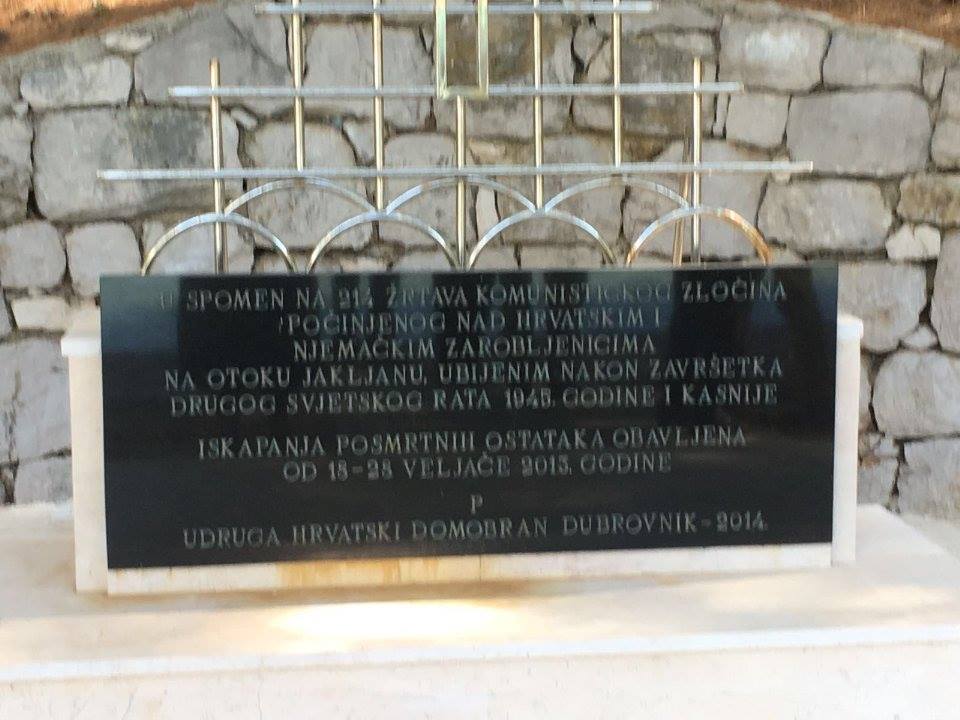 U SPOMEN NA 214 ŽRTAVA KOMUNISTIČKOG ZLOČINA
POČINJENOG NAD HRVATSKIM I
NJEMAČKIM ZAROBLJENICIMA
NA OTOKU JAKLJANU, UBIJENIM NAKON ZAVRŠETKA
DRUGOG SVJETSKOG RATA 1945. GODINE I KASNIJE
ISKAPANJA POSMRTNIH OSTATAKA OBAVLJENA
OD 18-28 VELJAČE 2013. GODINE
P
UDRUGA HRVATSKI DOMOBRAN DUBROVNIK-2014.